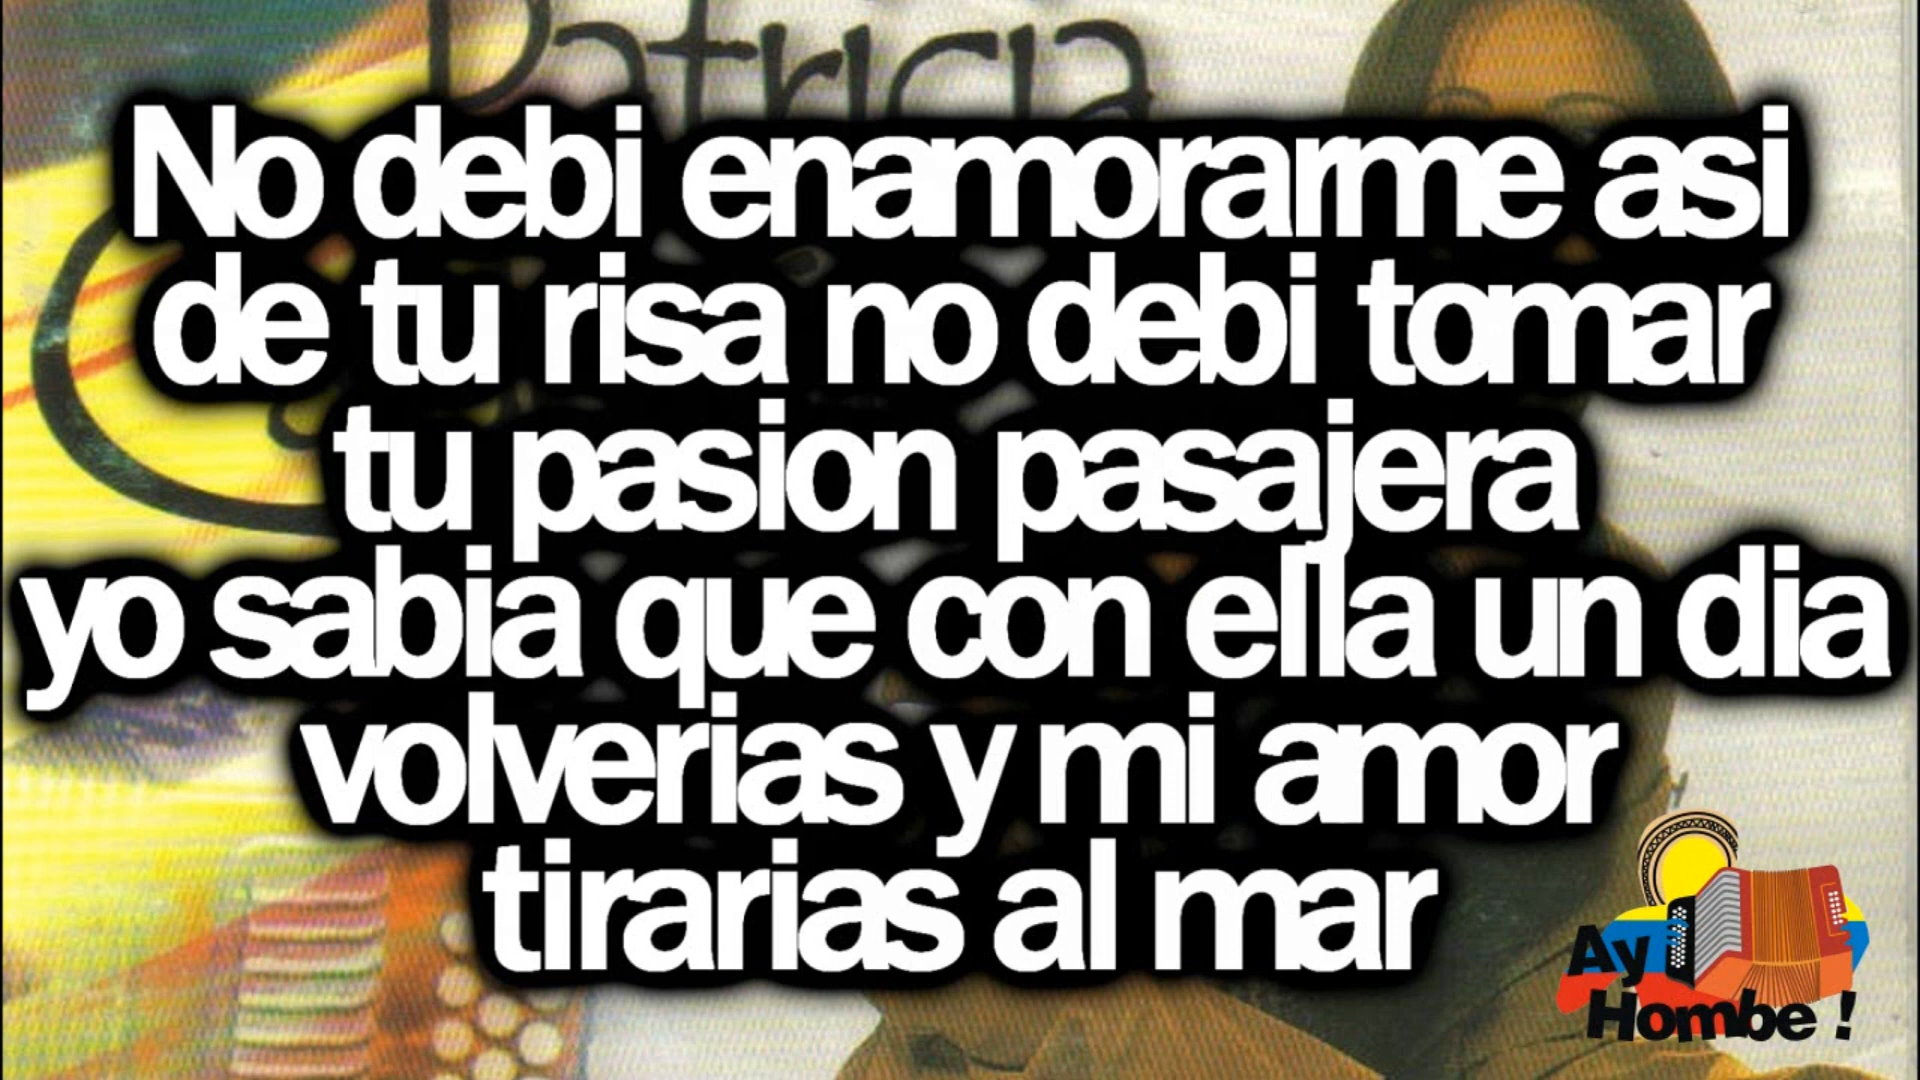 Patricia
No debi enamorarme asi
de tu risa no debi tomar
tu pasion pasajera
yo sabia que con ella un dia
volverias y mi amor
tirarias al mar
Ay
Hombe !